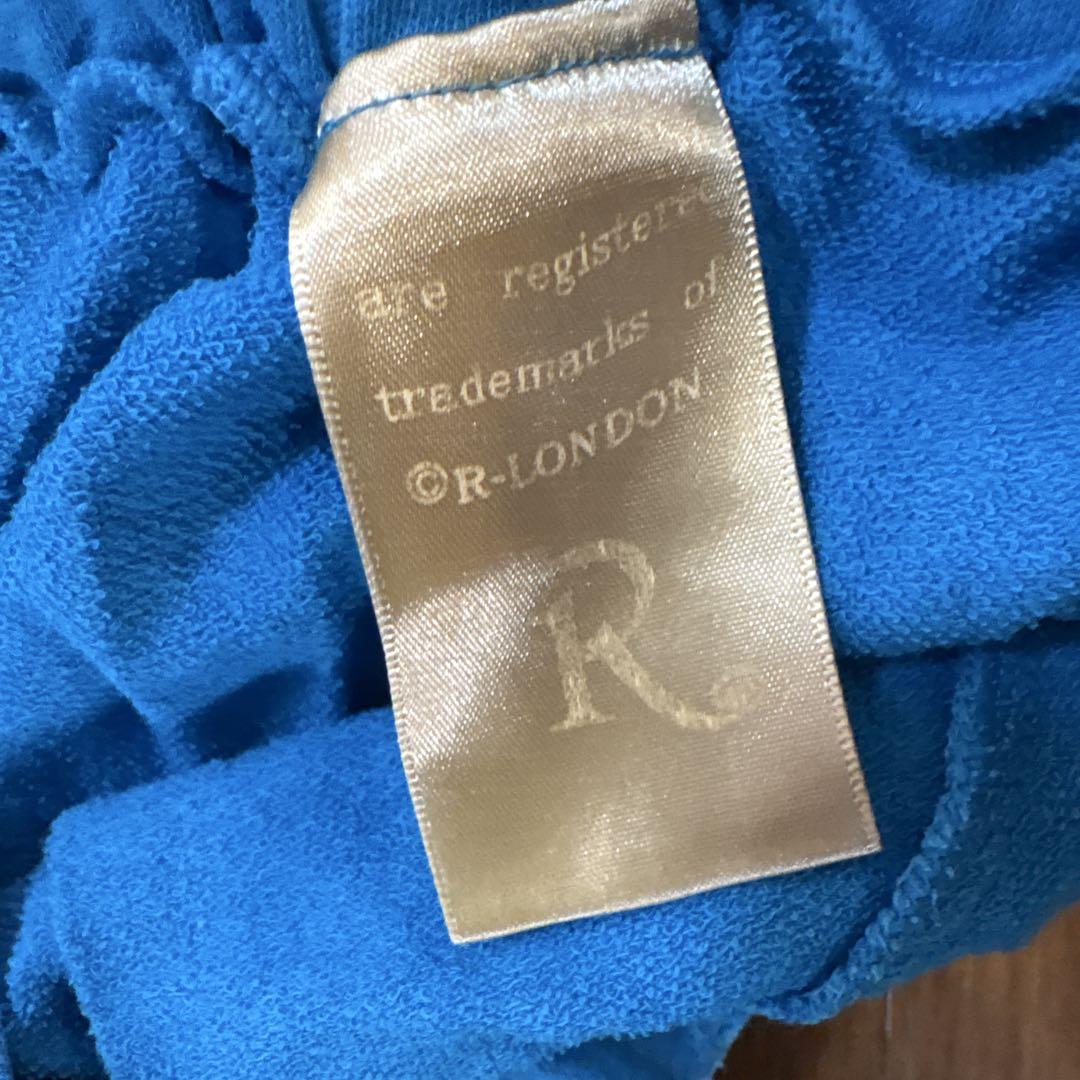 are registered
trademarks of
©R-LONDON
R®